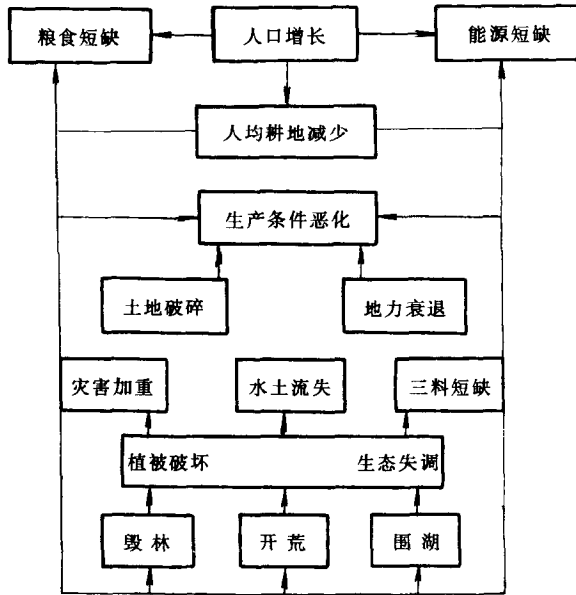 粮食短缺
人口增长
能源短缺
人均耕地减少
生产条件恶化
土地破碎
地力衰退
灾害加重
水土流失
三料短缺
植被破坏
生态失调
毁林
开荒
围湖